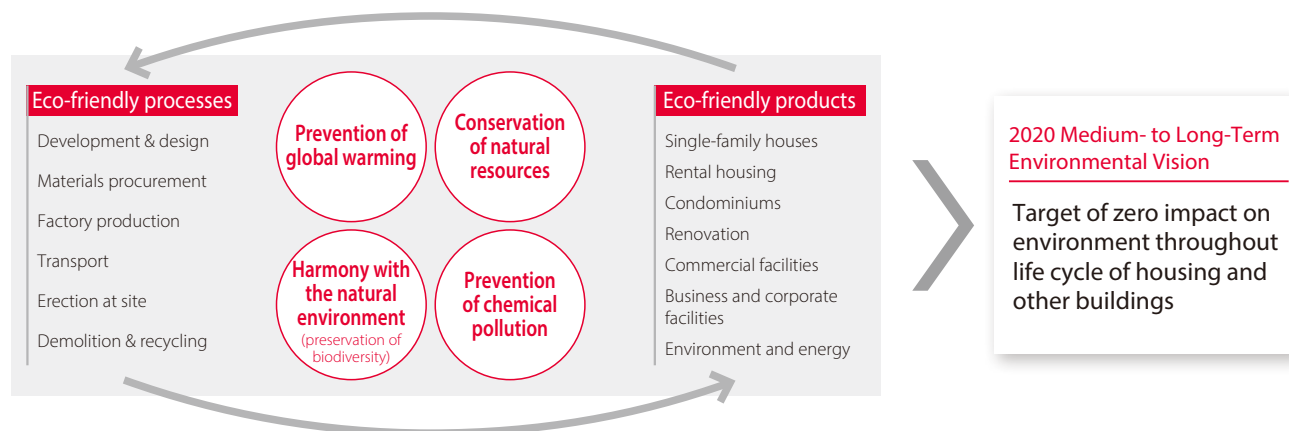 Eco-friendly processes
Development & design
Materials procurement
Factory production
Transport
Erection at site
Demolition & recycling
Prevention of
global warming
Conservation
of natural
resources
Harmony with
the natural
environment
(preservation of
biodiversity)
Prevention
of chemical
pollution
Eco-friendly products
Single-family houses
Rental housing
Condominiums
Renovation
Commercial facilities
Business and corporate
facilities
Environment and energy
2020 Medium- to Long-Term
Environmental Vision
Target of zero impact on
environment throughout
life cycle of housing and
other buildings